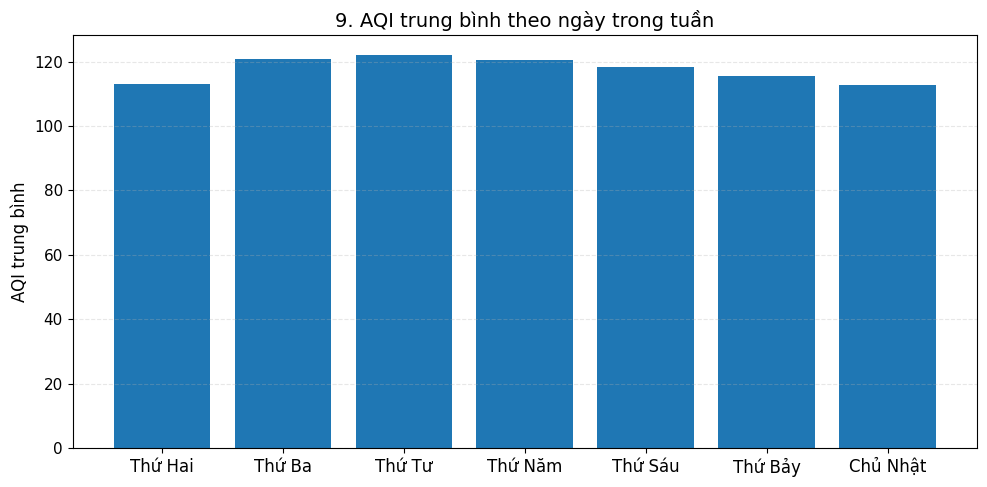 9. AQI trung bình theo ngày trong tuần
AQI trung bình
120
100
80
60
40
20
0
Thứ Hai
Thứ Ba
Thứ Tư
Thứ Năm
Thứ Sáu
Thứ Bảy
Chủ Nhật